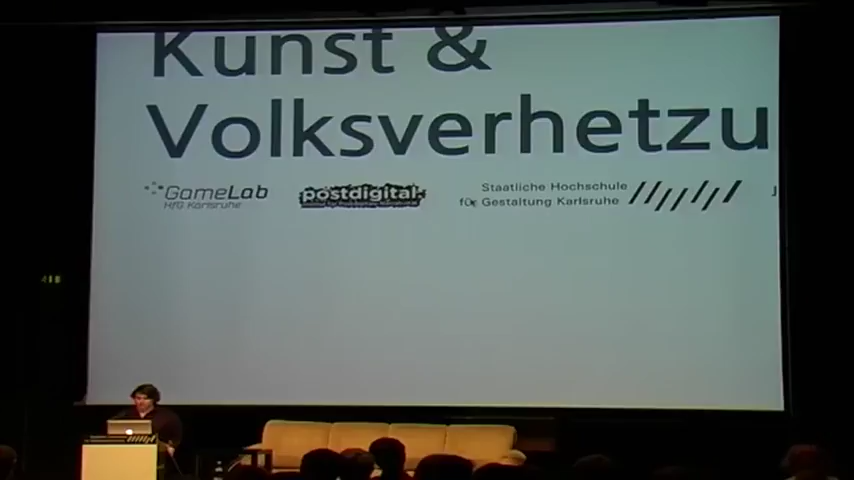 Kunst &
Volksverhetzu
GameLab
HfG Karlsruhe
postdigital
Staatliche Hochschule
für Gestaltung Karlsruhe